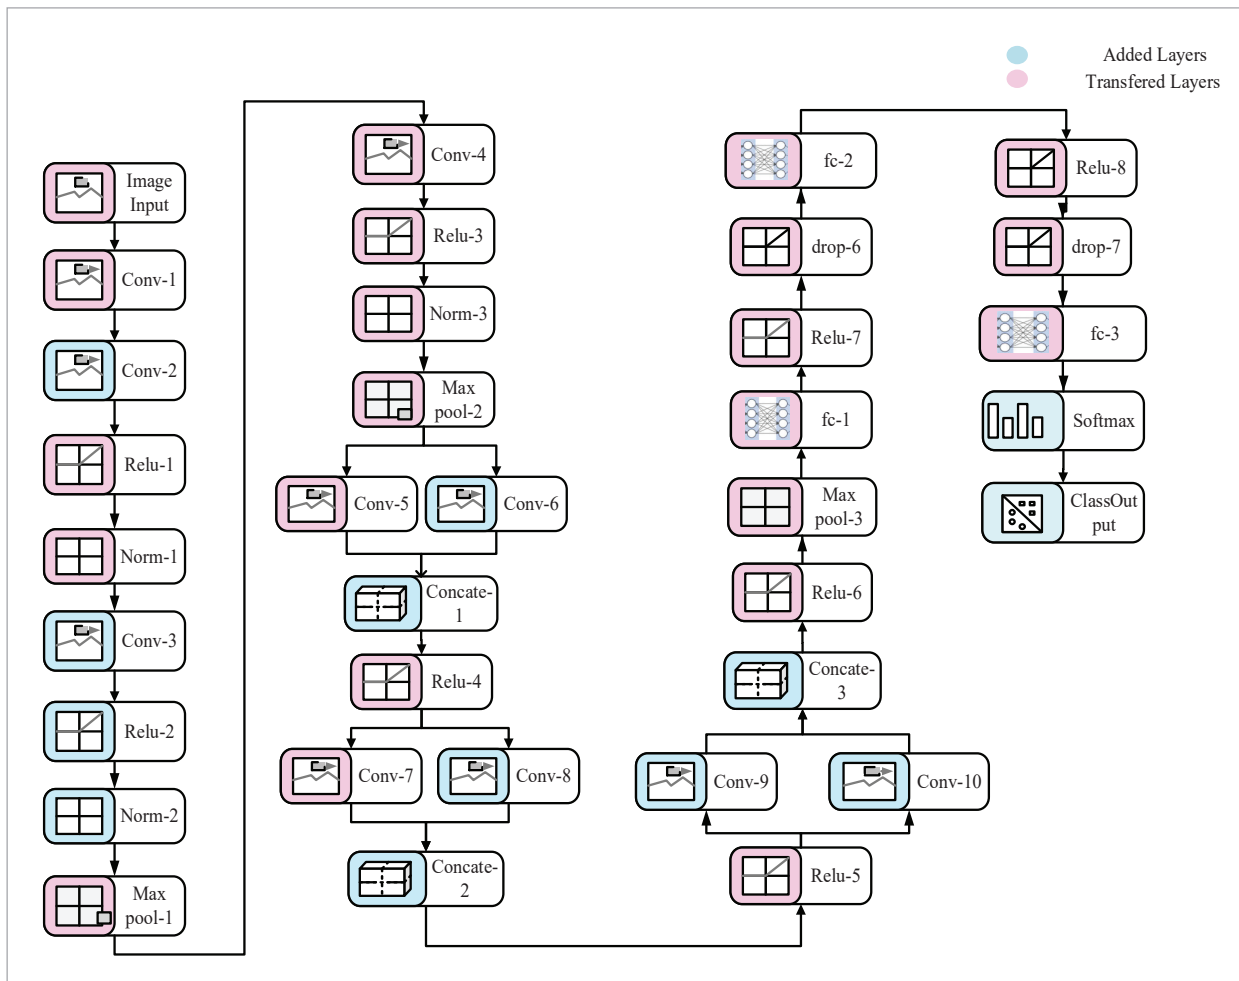 Added Layers
Transfered Layers
Image
Input
Conv-1
Conv-2
Relu-1
Norm-1
Conv-3
Relu-2
Norm-2
Max
pool-1
Conv-4
Relu-3
Norm-3
Max
pool-2
Conv-5
Conv-6
Concate-
1
Relu-4
Conv-7
Conv-8
Concate-
2
Relu-5
Conv-9
Conv-10
Concate-
3
Relu-6
Max
pool-3
fc-1
Relu-7
drop-6
fc-2
Relu-8
drop-7
fc-3
Softmax
ClassOut
put